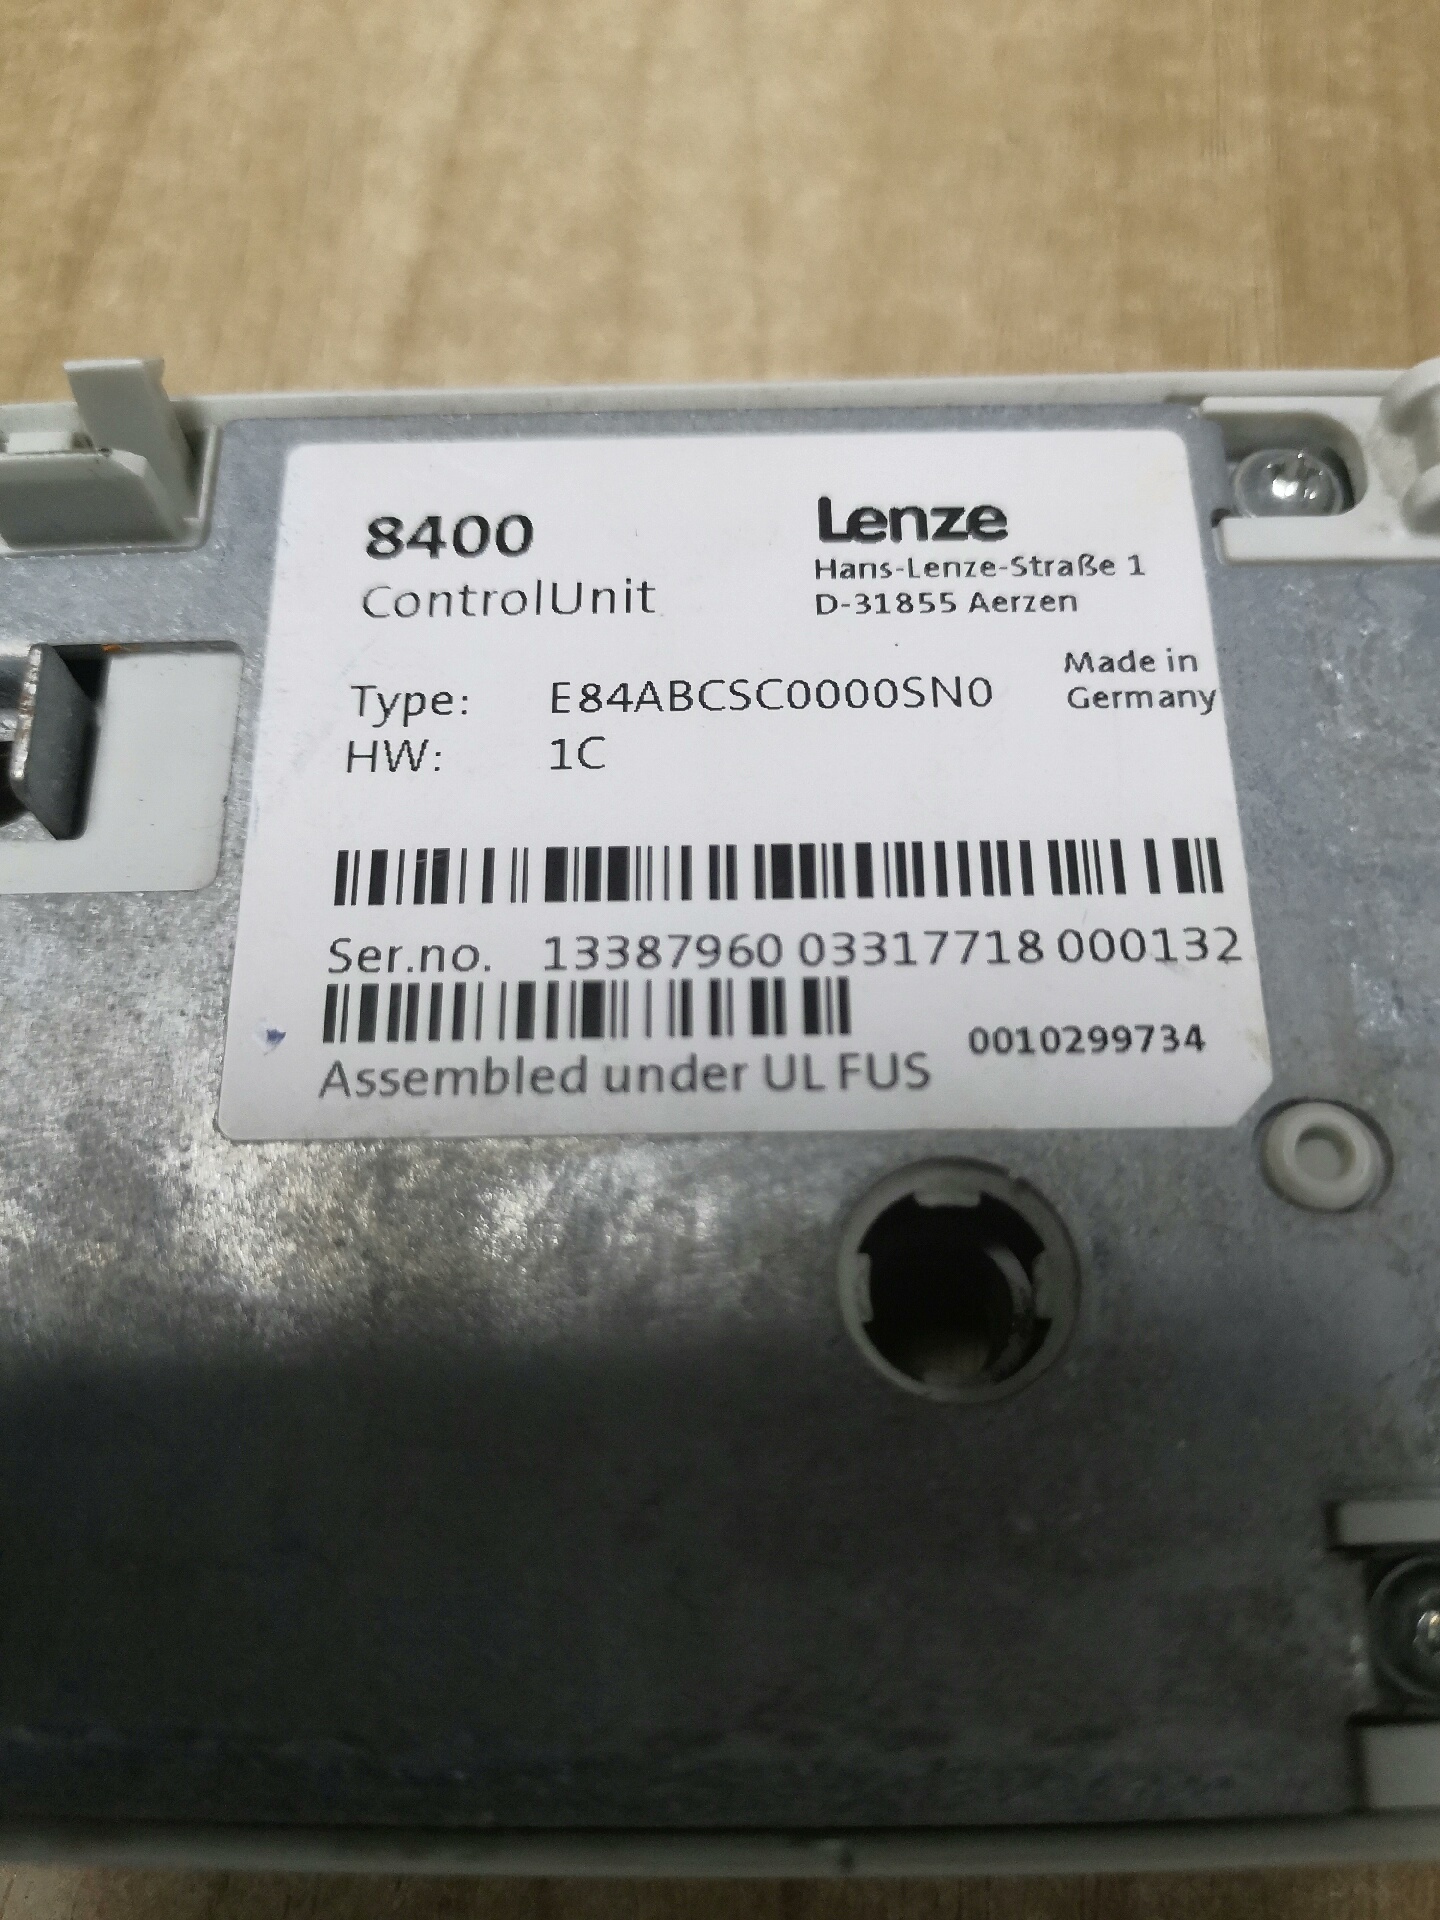 8400
ControlUnit
Lenze
Hans-Lenze-Straße 1
D-31855 Aerzen
Made in
Germany
Type: E84ABCSC0000SN0
HW: 1C
Ser.no. 13387960 03317718 000132
0010299734
Assembled under UL FUS